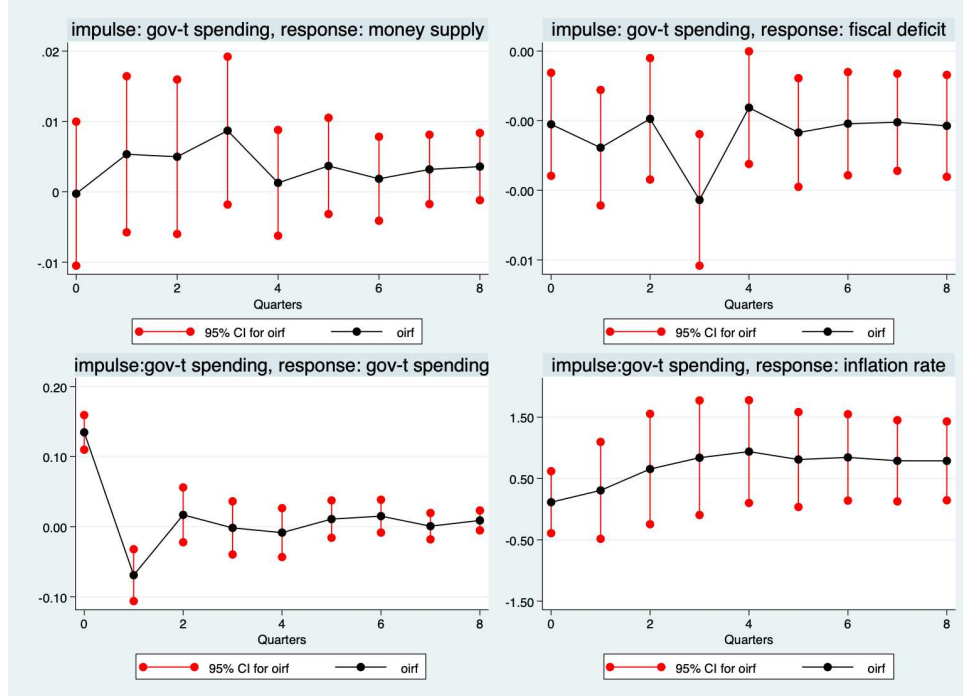 impulse: gov-t spending, response: money supply
.02
.01
0
-.01
0 2 4 6 8
Quarters
95% CI for oirf oirf
impulse: gov-t spending, response: fiscal deficit
0.00
-0.00
-0.00
-0.01
0 2 4 6 8
Quarters
95% CI for oirf oirf
impulse:gov-t spending, response: gov-t spending
0.20
0.10
0.00
-0.10
0 2 4 6 8
Quarters
95% CI for oirf oirf
impulse:gov-t spending, response: inflation rate
1.50
0.50
-0.50
-1.50
0 2 4 6 8
Quarters
95% CI for oirf oirf